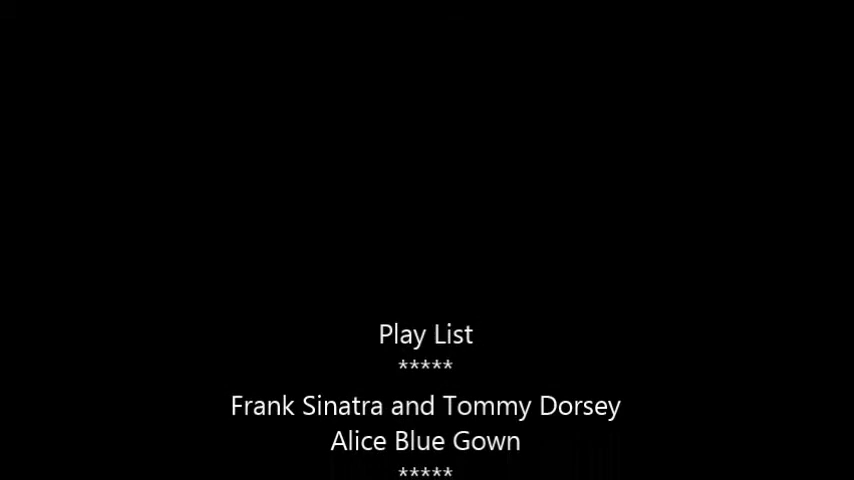 Play List
*****
Frank Sinatra and Tommy Dorsey
Alice Blue Gown
*****